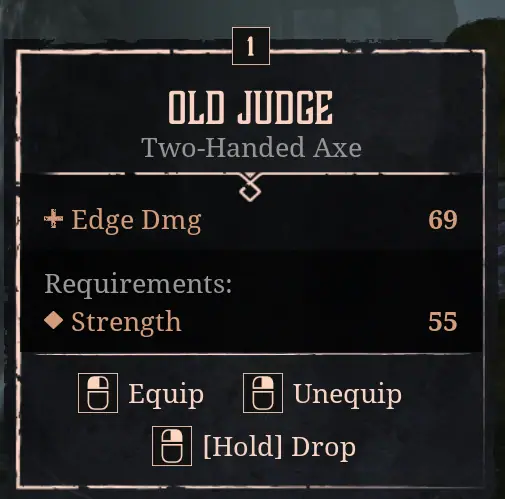 1
OLD JUDGE
Two-Handed Axe
Edge Dmg 69
Requirements:
Strength 55
Equip Unequip
[Hold] Drop